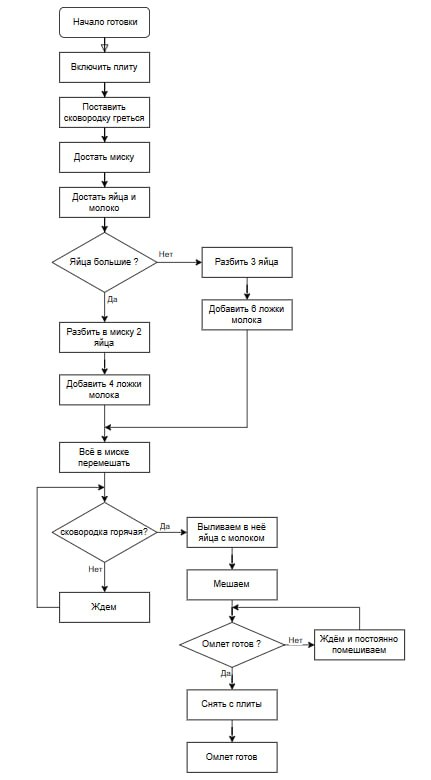 Начало готовки
Включить плиту
Поставить
сковородку греться
Достать миску
Достать яйца и
молоко
Яйца большие ?
Нет
Разбить 3 яйца
Да
Добавить 6 ложки
молока
Разбить в миску 2
яйца
Добавить 4 ложки
молока
Всё в миске
перемешать
сковородка горячая?
Да
Выливаем в неё
яйца с молоком
Нет
Ждем
Мешаем
Омлет готов ?
Нет
Ждём и постоянно
помешиваем
Да
Снять с плиты
Омлет готов